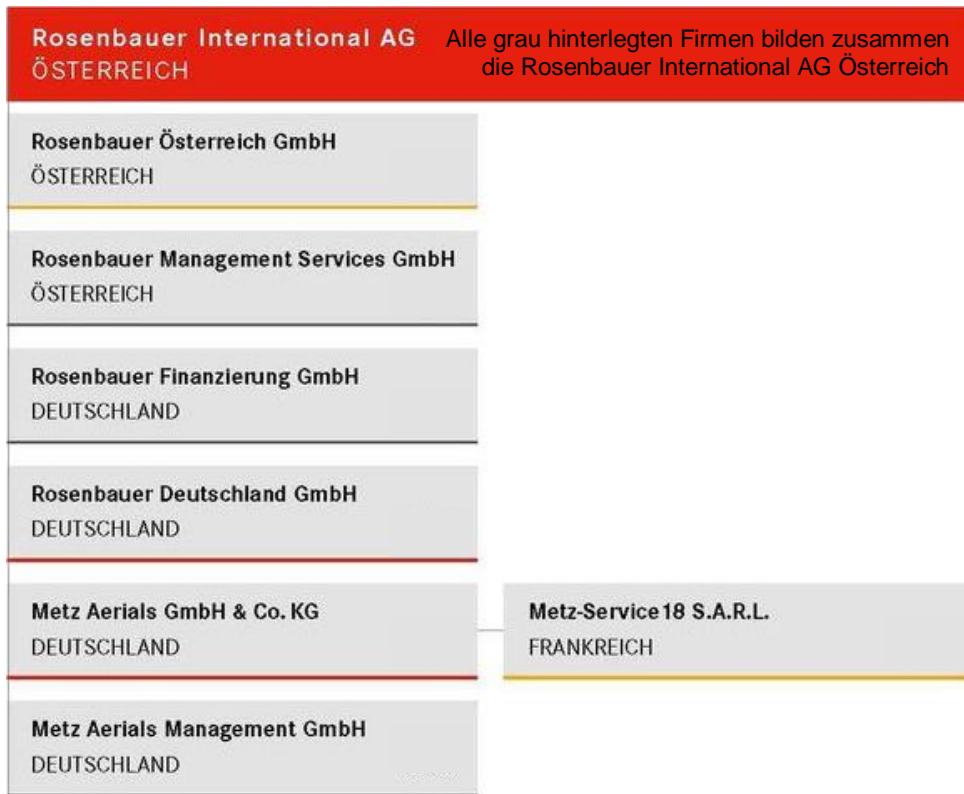 Rosenbauer International AG
ÖSTERREICH
Alle grau hinterlegten Firmen bilden zusammen
die Rosenbauer International AG Österreich
Rosenbauer Österreich GmbH
ÖSTERREICH
Rosenbauer Management Services GmbH
ÖSTERREICH
Rosenbauer Finanzierung GmbH
DEUTSCHLAND
Rosenbauer Deutschland GmbH
DEUTSCHLAND
Metz Aerials GmbH & Co. KG
DEUTSCHLAND
Metz-Service 18 S.A.R.L.
FRANKREICH
Metz Aerials Management GmbH
DEUTSCHLAND